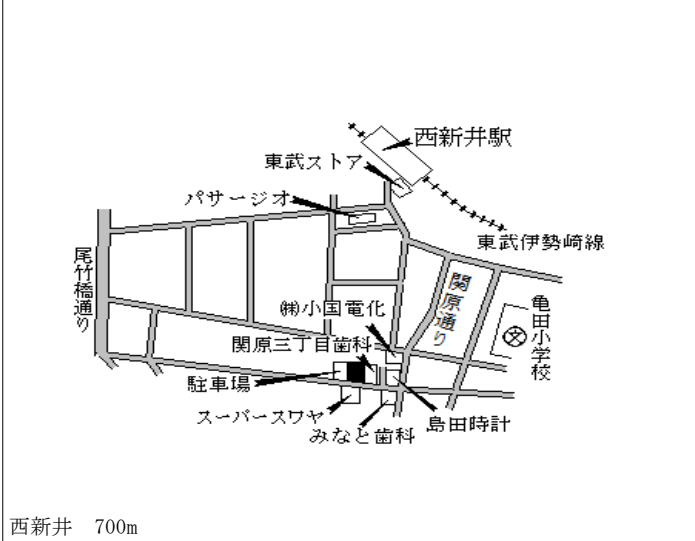 西新井駅
東武ストア
パサージオ
東武伊勢崎線
尾竹橋通り
関原通り
亀田小学校
㈱小国電化
関原三丁目歯科
駐車場
スーパースワヤ
みなと歯科
島田時計
西新井　700m